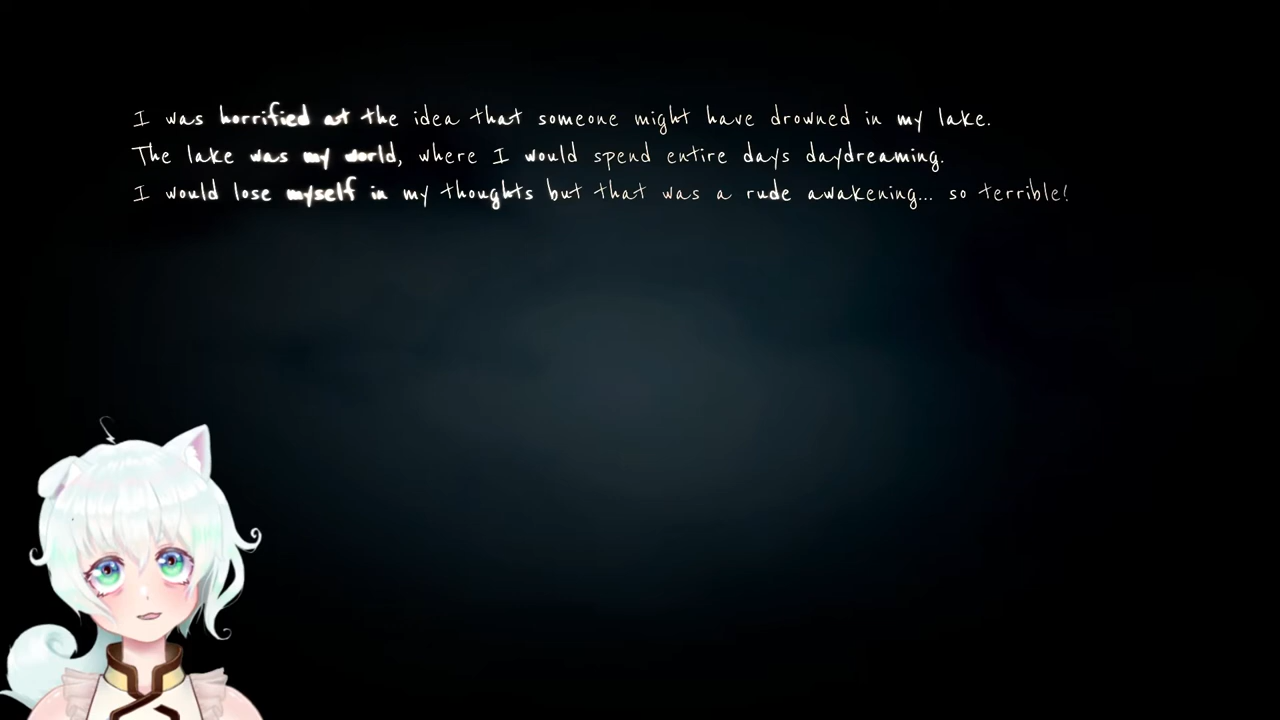 I was horrified at the idea that someone might have drowned in my lake.
The lake was my world, where I would spend entire days daydreaming.
I would lose myself in my thoughts but that was a rude awakening... so terrible!